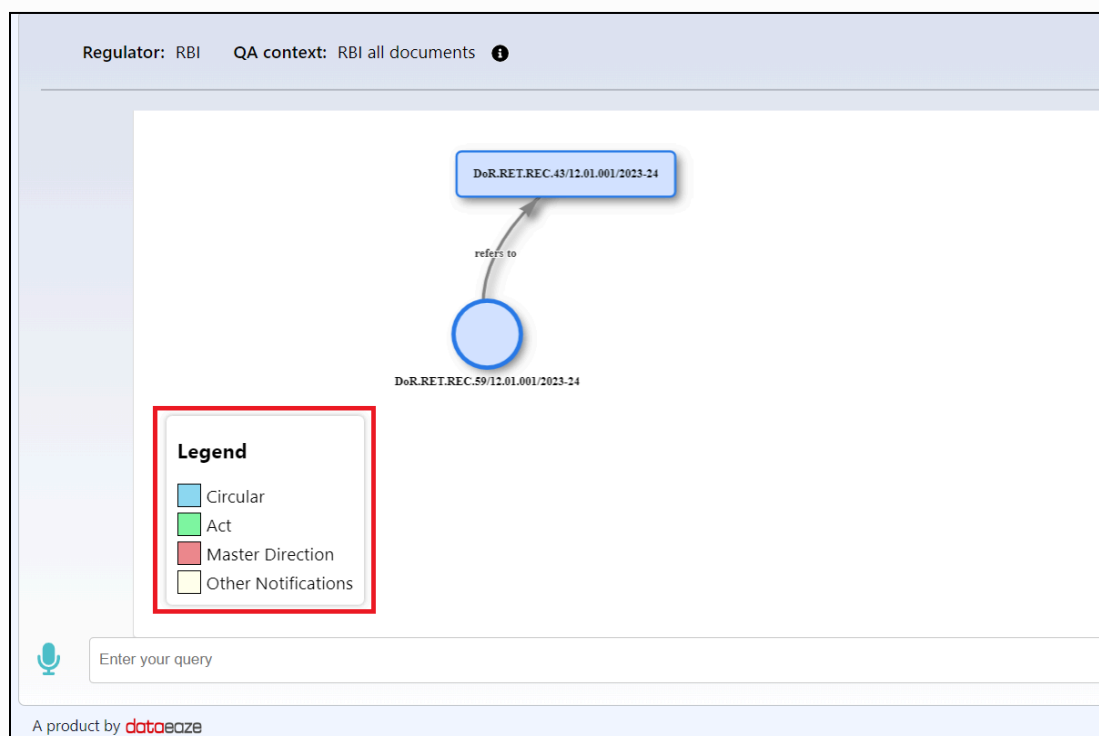 Regulator: RBI QA context: RBI all documents
DoR.RET.REC.43/12.01.001/2023-24
refers to
DoR.RET.REC.59/12.01.001/2023-24
Legend
Circular
Act
Master Direction
Other Notifications
Enter your query
A product by dataeaze